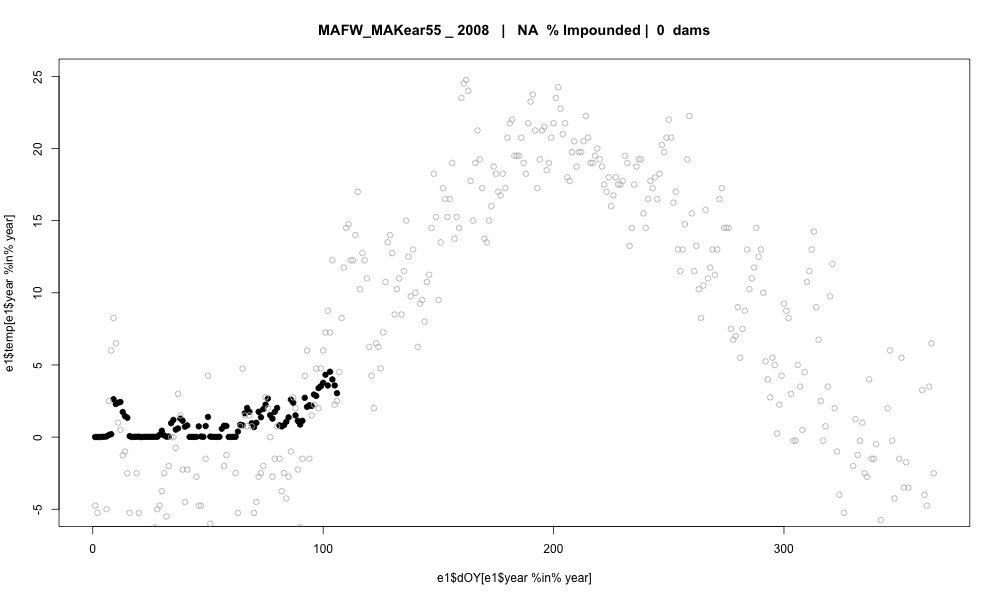 MAFW_MAKear55 _ 2008 | NA % Impounded | 0 dams
25
20
15
10
5
0
-5
e1$temp[e1$year %in% year]
0 100 200 300
e1$dOY[e1$year %in% year]